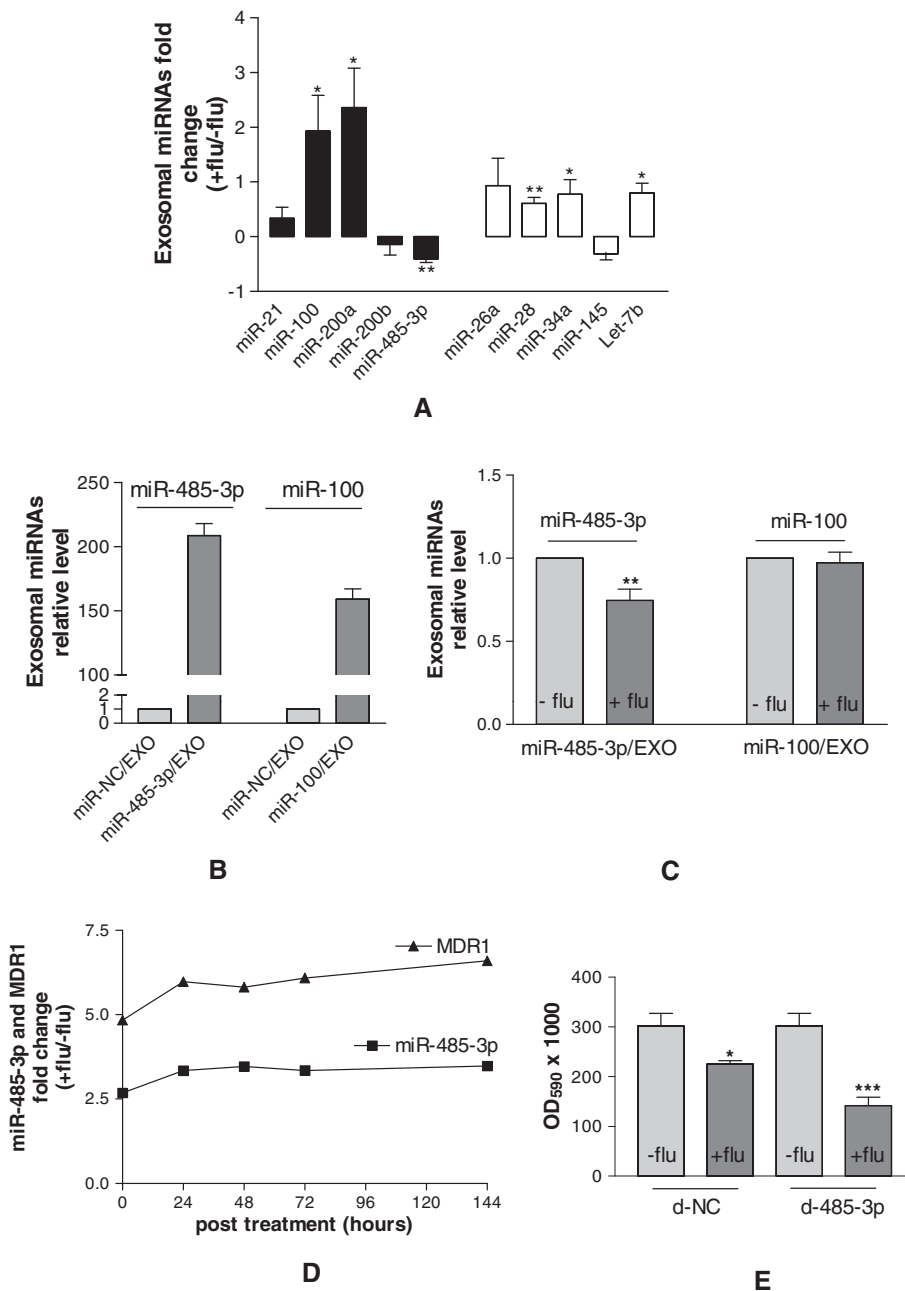 Exosomal miRNAs fold
change
(+flu/-flu)
4
3
2
1
0
-1
*
*
**
**
*
*
miR-21
miR-100
miR-200a
miR-200b
miR-485-3p
miR-26a
miR-28
miR-34a
miR-145
Let-7b
A
Exosomal miRNAs
relative level
250
200
150
100
2
1
0
miR-485-3p
miR-100
miR-NC/EXO
miR-485-3p/EXO
miR-NC/EXO
miR-100/EXO
B
Exosomal miRNAs
relative level
1.5
1.0
0.5
0.0
miR-485-3p
miR-100
**
- flu
+ flu
- flu
+ flu
miR-485-3p/EXO
miR-100/EXO
C
miR-485-3p and MDR1
fold change
(+flu/-flu)
7.5
5.0
2.5
0.0
MDR1
miR-485-3p
0 24 48 72 96 120 144
post treatment (hours)
D
OD590 x 1000
400
300
200
100
0
*
***
-flu
+flu
-flu
+flu
d-NC
d-485-3p
E